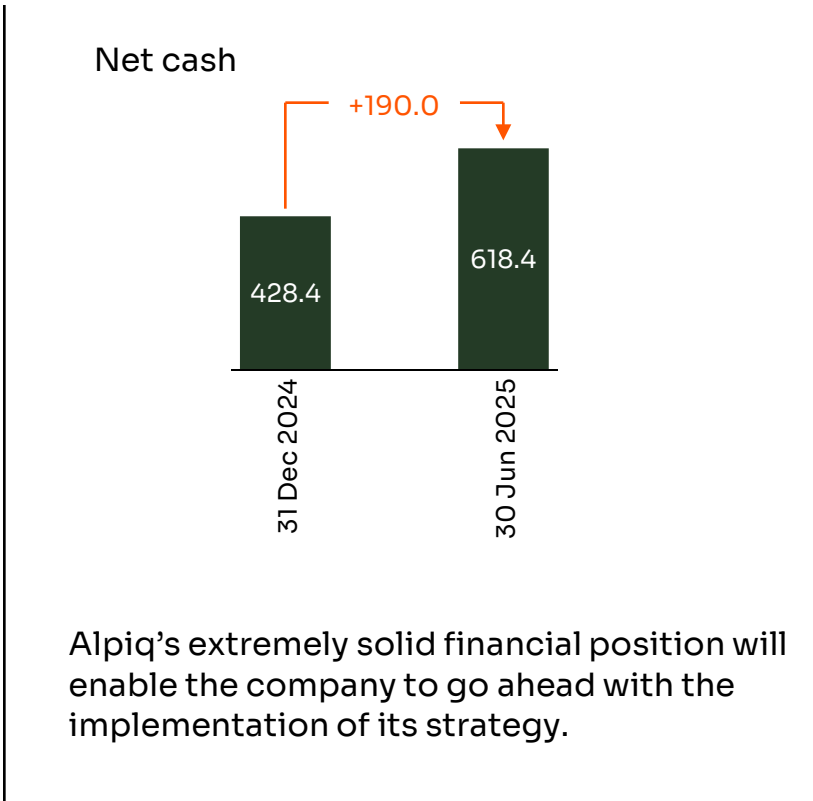 Net cash
+190.0
428.4
618.4
31 Dec 2024
30 Jun 2025
Alpiq’s extremely solid financial position will
enable the company to go ahead with the
implementation of its strategy.